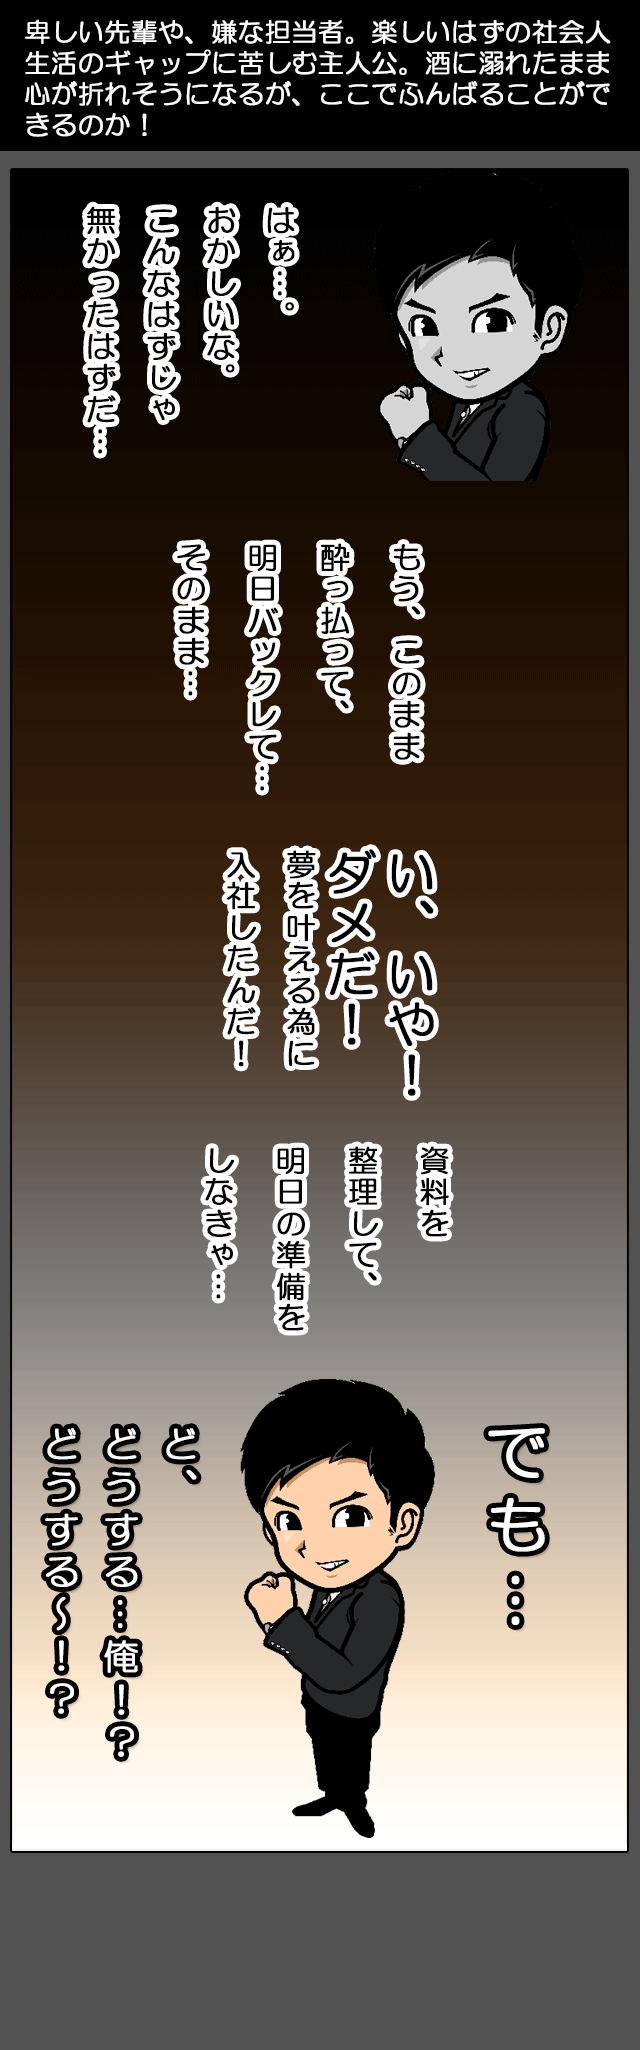 卑しい先輩や、嫌な担当者。楽しいはずの社会人
生活のギャップに苦しむ主人公。酒に溺れたまま
心が折れそうになるが、ここでふんばることがで
きるのか！
はぁ…。
おかしいな。
こんなはずじゃ
無かったはずだ…
もう、このまま
酔っ払って、
明日バックして…
そのまま…
い、いや！
ダメだ！
夢を叶える為に
入社したんだ！
資料を
整理して、
明日の準備を
しなきゃ…
でも…
ど、
どうする…俺！？
どうする～！？